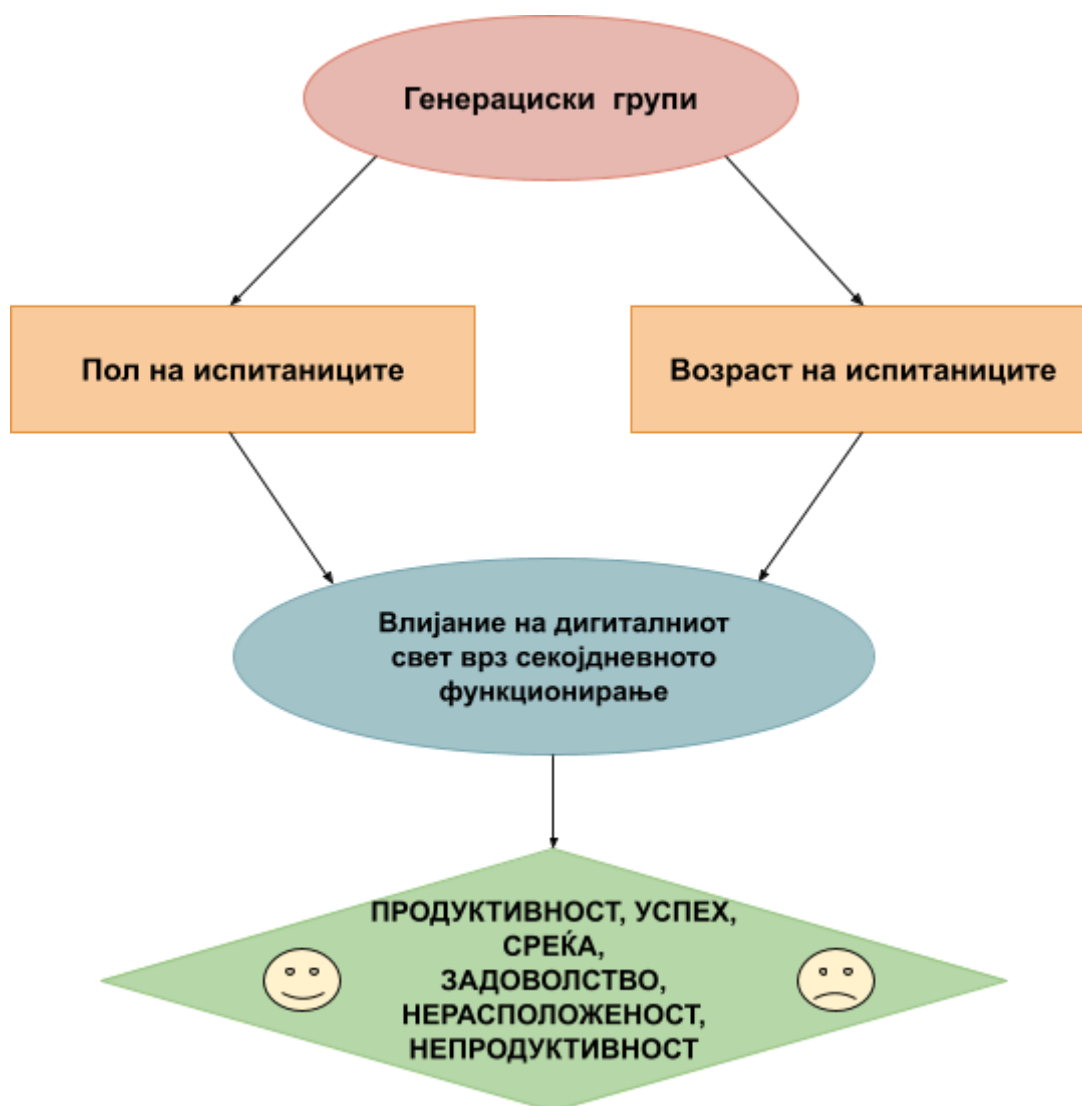 Генерациски групи
Пол на испитаниците
Возраст на испитаниците
Влијание на дигиталниот
свет врз секојдневното
функционирање
ПРОДУКТИВНОСТ, УСПЕХ,
СРЕЌА,
ЗАДОВОЛСТВО,
НЕРАСПОЛОЖЕНОСТ,
НЕПРОДУКТИВНОСТ